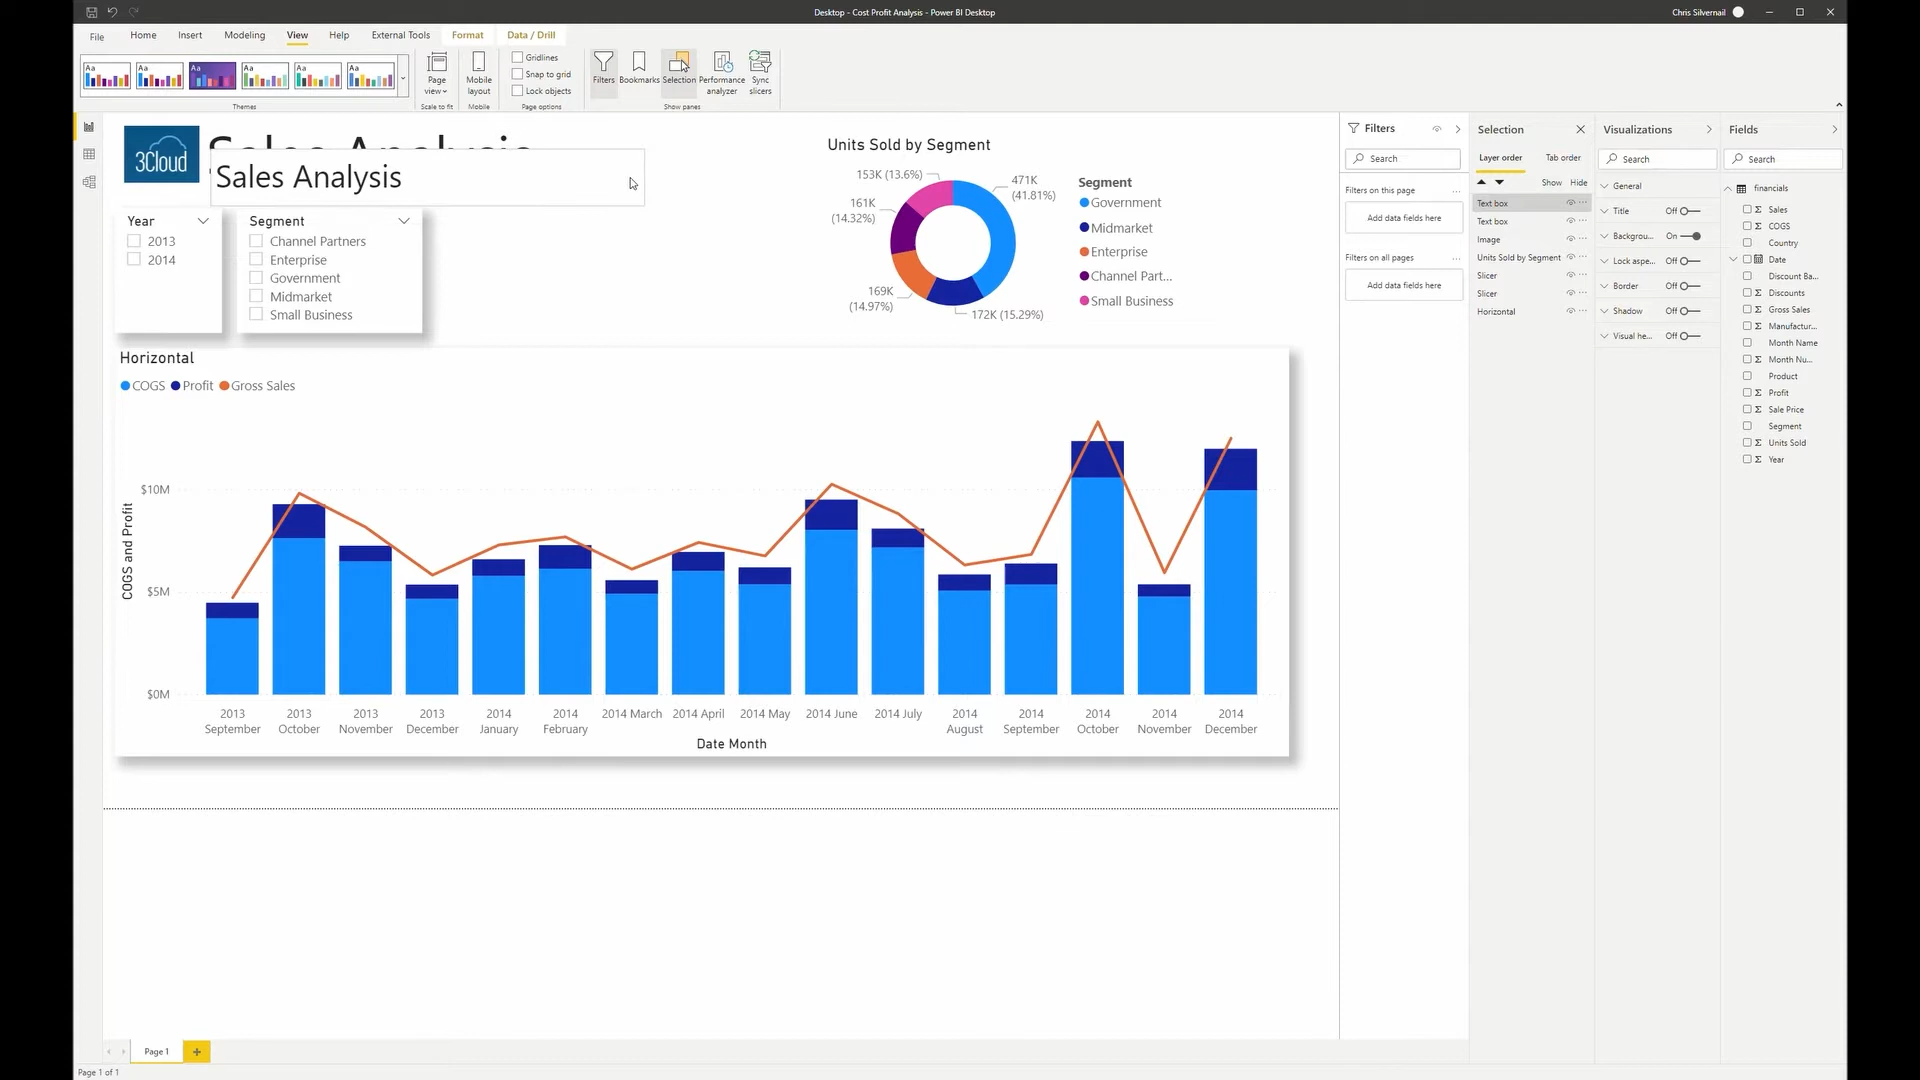 Desktop - Cost Profit Analysis - Power BI Desktop
Chris Silvernail
File Home Insert Modeling View Help External Tools Format Data / Drill
Aa Aa Aa Aa Aa Aa
Page view
Mobile layout
Gridlines
Snap to grid
Lock objects
Filters
Bookmarks
Selection
Performance analyzer
Sync slicers
Themes Scale to fit Mobile Page options Show panes
3Cloud
Sales Analysis
Sales Analysis
Year
2013
2014
Segment
Channel Partners
Enterprise
Government
Midmarket
Small Business
Units Sold by Segment
153K (13.6%)
471K
(41.81%)
161K
(14.32%)
169K
(14.97%)
172K (15.29%)
Segment
Government
Midmarket
Enterprise
Channel Part...
Small Business
Horizontal
COGS Profit Gross Sales
COGS and Profit
$10M
$5M
$0M
2013 September
2013 October
2013 November
2013 December
2014 January
2014 February
2014 March
2014 April
2014 May
2014 June
2014 July
2014 August
2014 September
2014 October
2014 November
2014 December
Date Month
Filters
Search
Filters on this page ...
Add data fields here
Filters on all pages ...
Add data fields here
Selection
Layer order Tab order
Show Hide
Text box
Text box
Image
Units Sold by Segment
Slicer
Slicer
Horizontal
Visualizations
Search
General
Title Off
Backgrou... On
Lock aspe... Off
Border Off
Shadow Off
Visual he... Off
Fields
Search
financials
Σ Sales
Σ COGS
Country
Date
Discount Ba...
Σ Discounts
Σ Gross Sales
Σ Manufactur...
Month Name
Σ Month Nu...
Product
Σ Profit
Σ Sale Price
Segment
Σ Units Sold
Σ Year
Page 1 +
Page 1 of 1